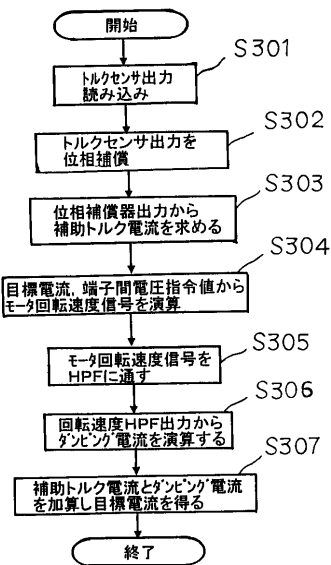 開始
S301
トルクセンサ出力
読み込み
S302
トルクセンサ出力を
位相補償
S303
位相補償器出力から
補助トルク電流を求める
S304
目標電流,端子間電圧指令値から
モータ回転速度信号を演算
S305
モータ回転速度信号を
HPFに通す
S306
回転速度HPF出力から
ダンピング電流を演算する
S307
補助トルク電流とダンピング電流
を加算し目標電流を得る
終了